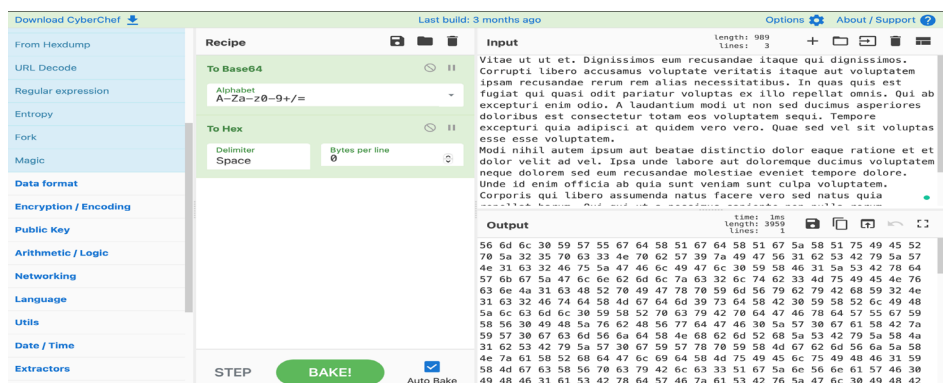 Download CyberChef
Last build: 3 months ago
Options
About / Support
From Hexdump
URL Decode
Regular expression
Entropy
Fork
Magic
Data format
Encryption / Encoding
Public Key
Arithmetic / Logic
Networking
Language
Utils
Date / Time
Extractors
Recipe
To Base64
Alphabet
A-Za-z0-9+/=
To Hex
Delimiter
Space
Bytes per line
0
STEP
BAKE!
Auto Bake
Input
length: 989
lines: 3
Vitae ut ut et. Dignissimos eum recusandae itaque qui dignissimos.
Corrupti libero accusamus voluptate veritatis itaque aut voluptatem
ipsam recusandae rerum rem alias necessitatibus. In quas quis est
fugiat qui quasi odit pariatur voluptas ex illo repellat omnis. Qui ab
excepturi enim odio. A laudantium modi ut non sed ducimus asperiores
doloribus est consectetur totam eos voluptatem sequi. Tempore
excepturi quia adipisci at quidem vero vero. Quae sed vel sit voluptas
esse esse voluptatem.
Modi nihil autem ipsum aut beatae distinctio dolor eaque ratione et et
dolor velit ad vel. Ipsa unde labore aut doloremque ducimus voluptatem
neque dolorem sed eum recusandae molestiae eveniet tempore dolore.
Unde id enim officia ab quia sunt veniam sunt culpa voluptatem.
Corporis qui libero assumenda natus facere vero sed natus quia
Output
time: 1ms
length: 3959
lines: 1
56 6d 6c 30 59 57 55 67 64 58 51 67 64 58 51 67 5a 58 51 75 49 45 52
70 5a 32 35 70 63 33 4e 70 62 57 39 7a 49 47 56 31 62 53 42 79 5a 57
4e 31 63 32 46 75 5a 47 46 6c 49 47 6c 30 59 58 46 31 5a 53 42 78 64
57 6b 67 5a 47 6c 6e 62 6d 6c 7a 63 32 6c 74 62 33 4d 75 49 45 4e 76
63 6e 4a 31 63 48 52 70 49 47 78 70 59 6d 56 79 62 79 42 68 59 32 4e
31 63 32 46 74 64 58 4d 67 64 6d 39 73 64 58 42 30 59 58 52 6c 49 48
5a 6c 63 6d 6c 30 59 58 52 70 63 79 42 70 64 47 46 78 64 57 55 67 59
58 56 30 49 48 5a 76 62 48 56 77 64 47 46 30 5a 57 30 67 61 58 42 7a
59 57 30 67 63 6d 56 6a 64 58 4e 68 62 6d 52 68 5a 53 42 79 5a 58 4a
31 62 53 42 79 5a 57 30 67 59 57 78 70 59 58 4d 67 62 6d 56 6a 5a 58
4e 7a 61 58 52 68 64 47 6c 69 64 58 4d 75 49 45 6c 75 49 48 46 31 59
58 4d 67 63 58 56 70 63 79 42 6c 63 33 51 67 5a 6e 56 6e 61 57 46 30
49 48 46 31 61 53 42 78 64 57 46 7a 61 53 42 76 5a 47 6c 30 49 48 42